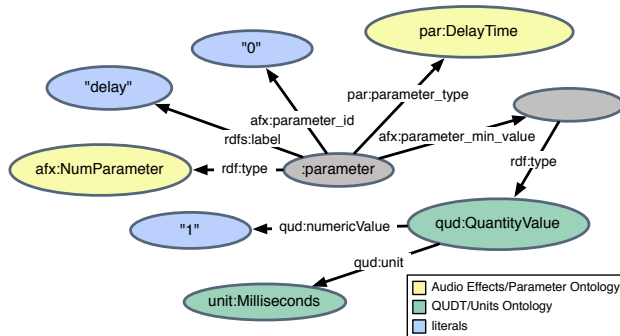 par:DelayTime
"0"
"delay"
par:parameter_type
afx:parameter_id
rdfs:label
afx:parameter_min_value
rdf:type
afx:NumParameter
rdf:type
:parameter
"1"
qud:numericValue
qud:QuantityValue
qud:unit
unit:Milliseconds
Audio Effects/Parameter Ontology
QUDT/Units Ontology
literals